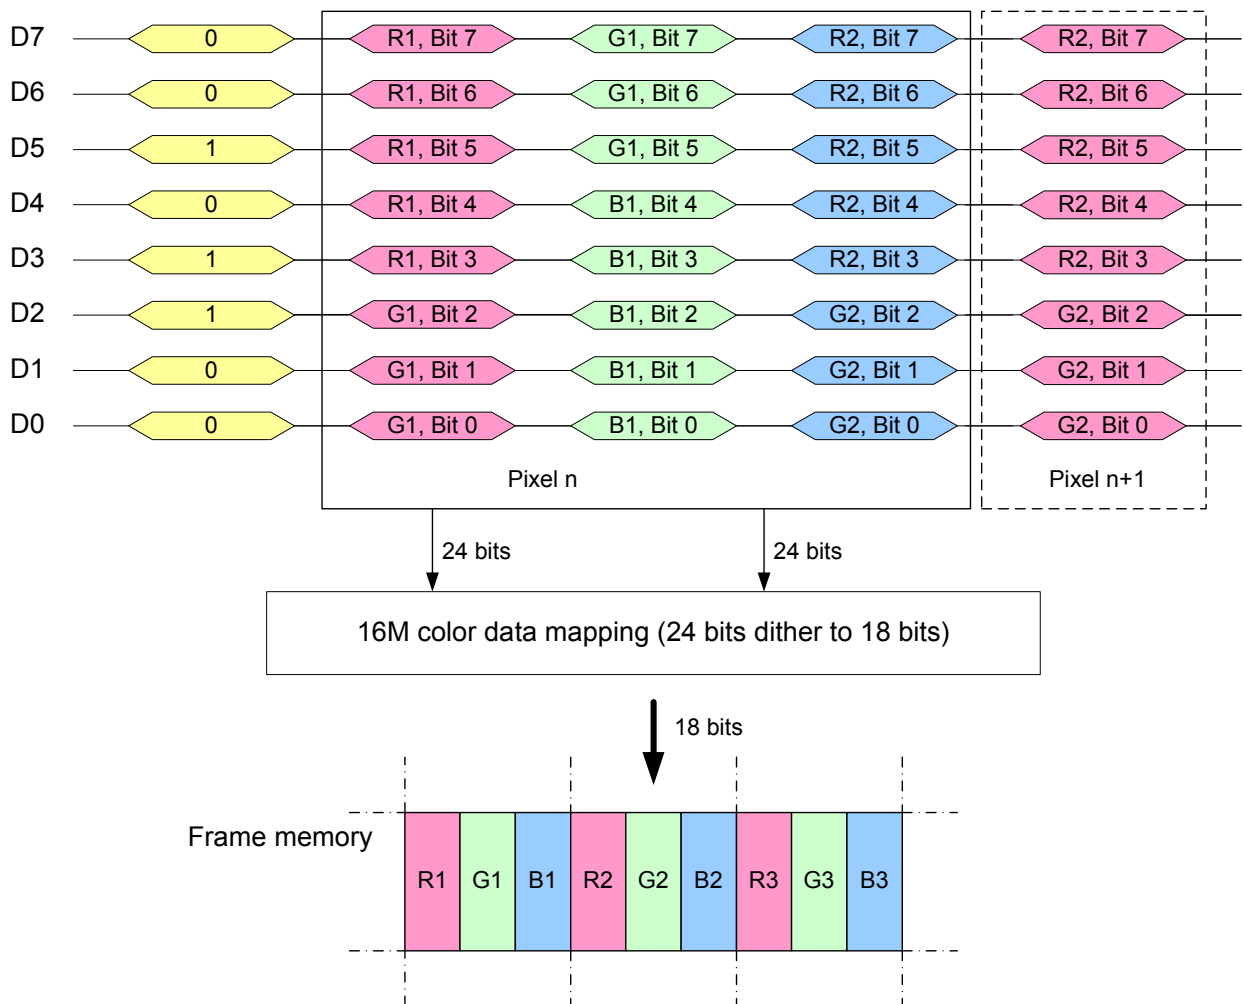 D7 0 R1, Bit 7 G1, Bit 7 R2, Bit 7 R2, Bit 7
D6 0 R1, Bit 6 G1, Bit 6 R2, Bit 6 R2, Bit 6
D5 1 R1, Bit 5 G1, Bit 5 R2, Bit 5 R2, Bit 5
D4 0 R1, Bit 4 B1, Bit 4 R2, Bit 4 R2, Bit 4
D3 1 R1, Bit 3 B1, Bit 3 R2, Bit 3 R2, Bit 3
D2 1 G1, Bit 2 B1, Bit 2 G2, Bit 2 G2, Bit 2
D1 0 G1, Bit 1 B1, Bit 1 G2, Bit 1 G2, Bit 1
D0 0 G1, Bit 0 B1, Bit 0 G2, Bit 0 G2, Bit 0
Pixel n Pixel n+1
24 bits 24 bits
16M color data mapping (24 bits dither to 18 bits)
18 bits
Frame memory
R1 G1 B1 R2 G2 B2 R3 G3 B3